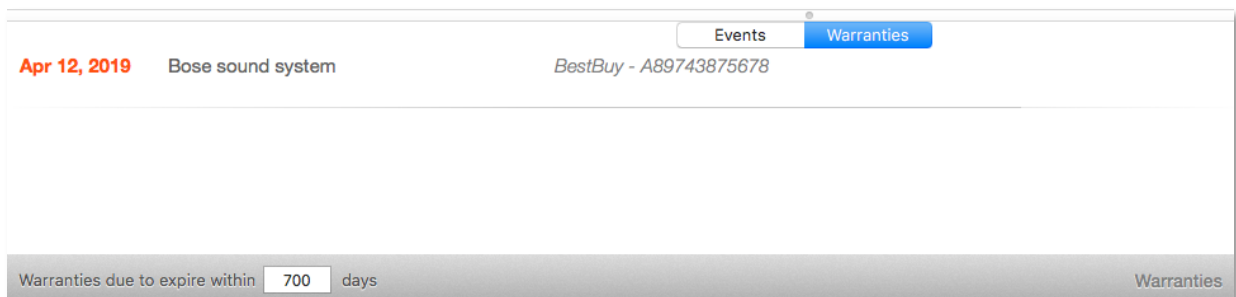 Events Warranties
Apr 12, 2019 Bose sound system BestBuy - A89743875678
Warranties due to expire within 700 days Warranties